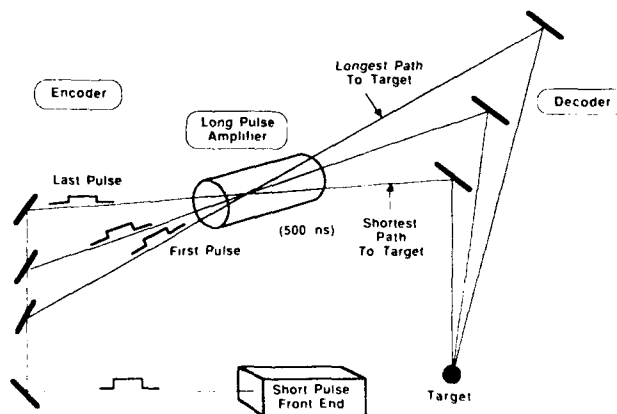 Longest Path
To Target
Encoder
Decoder
Long Pulse
Amplifier
Last Pulse
First Pulse
(500 ns)
Shortest
Path
To Target
Short Pulse
Front End
Target